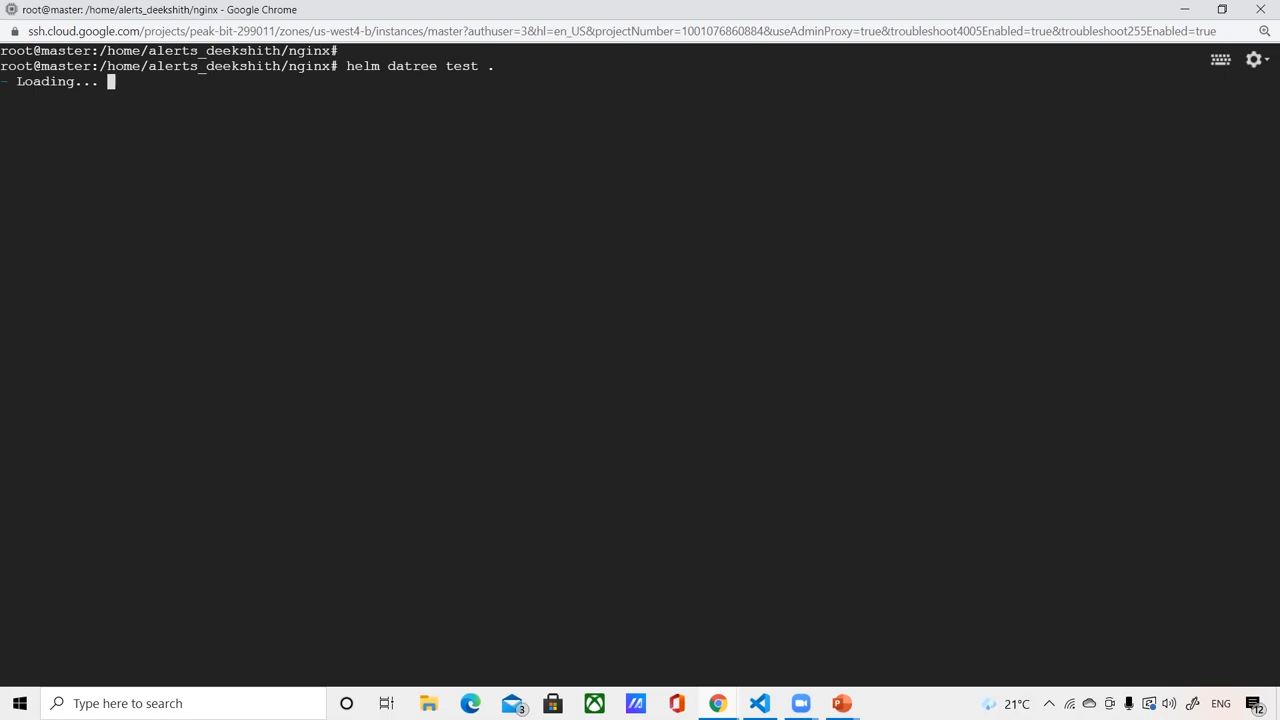 root@master: /home/alerts_deekshith/nginx - Google Chrome
ssh.cloud.google.com/projects/peak-bit-299011/zones/us-west4-b/instances/master?authuser=3&hl=en_US&projectNumber=1001076860884&useAdminProxy=true&troubleshoot4005Enabled=true&troubleshoot255Enabled=true
root@master:/home/alerts_deekshith/nginx#
root@master:/home/alerts_deekshith/nginx# helm datree test .
- Loading...
Type here to search
3
21°C
ENG
12